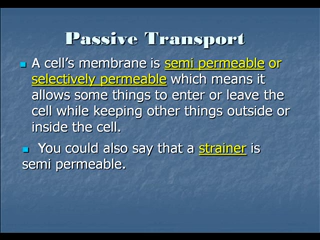 Passive Transport
A cell's membrane is semi permeable or
selectively permeable which means it
allows some things to enter or leave the
cell while keeping other things outside or
inside the cell.
You could also say that a strainer is
semi permeable.